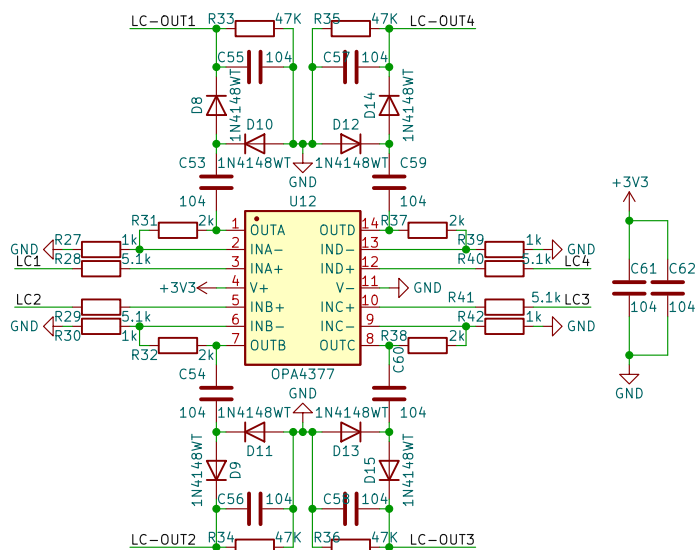 LC-OUT1 R33 47K R35 47K LC-OUT4
C55 104 C57 104
D8 1N4148WT D14 1N4148WT
D10 D12
1N4148WT 1N4148WT
C53 C59
GND
104 104
U12
+3V3
R31 2k 1 OUTA OUTD 14 R37 2k
GND R27 1k 2 INA- IND- 13 R39 1k GND
LC1 R28 5.1k 3 INA+ IND+ 12 R40 5.1k LC4
+3V3 4 V+ V- 11 GND
C61 C62
LC2 5 INB+ INC+ 10 R41 5.1k LC3
104 104
GND R29 5.1k 6 INB- INC- 9 R42 1k GND
R30 1k
R32 2k 7 OUTB OUTC 8 R38 2k
OPA4377
C54 C60
GND GND
104 104
1N4148WT 1N4148WT
D11 D13
1N4148WT D9 D15 1N4148WT
C56 104 C58 104
LC-OUT2 R34 47K R36 47K LC-OUT3